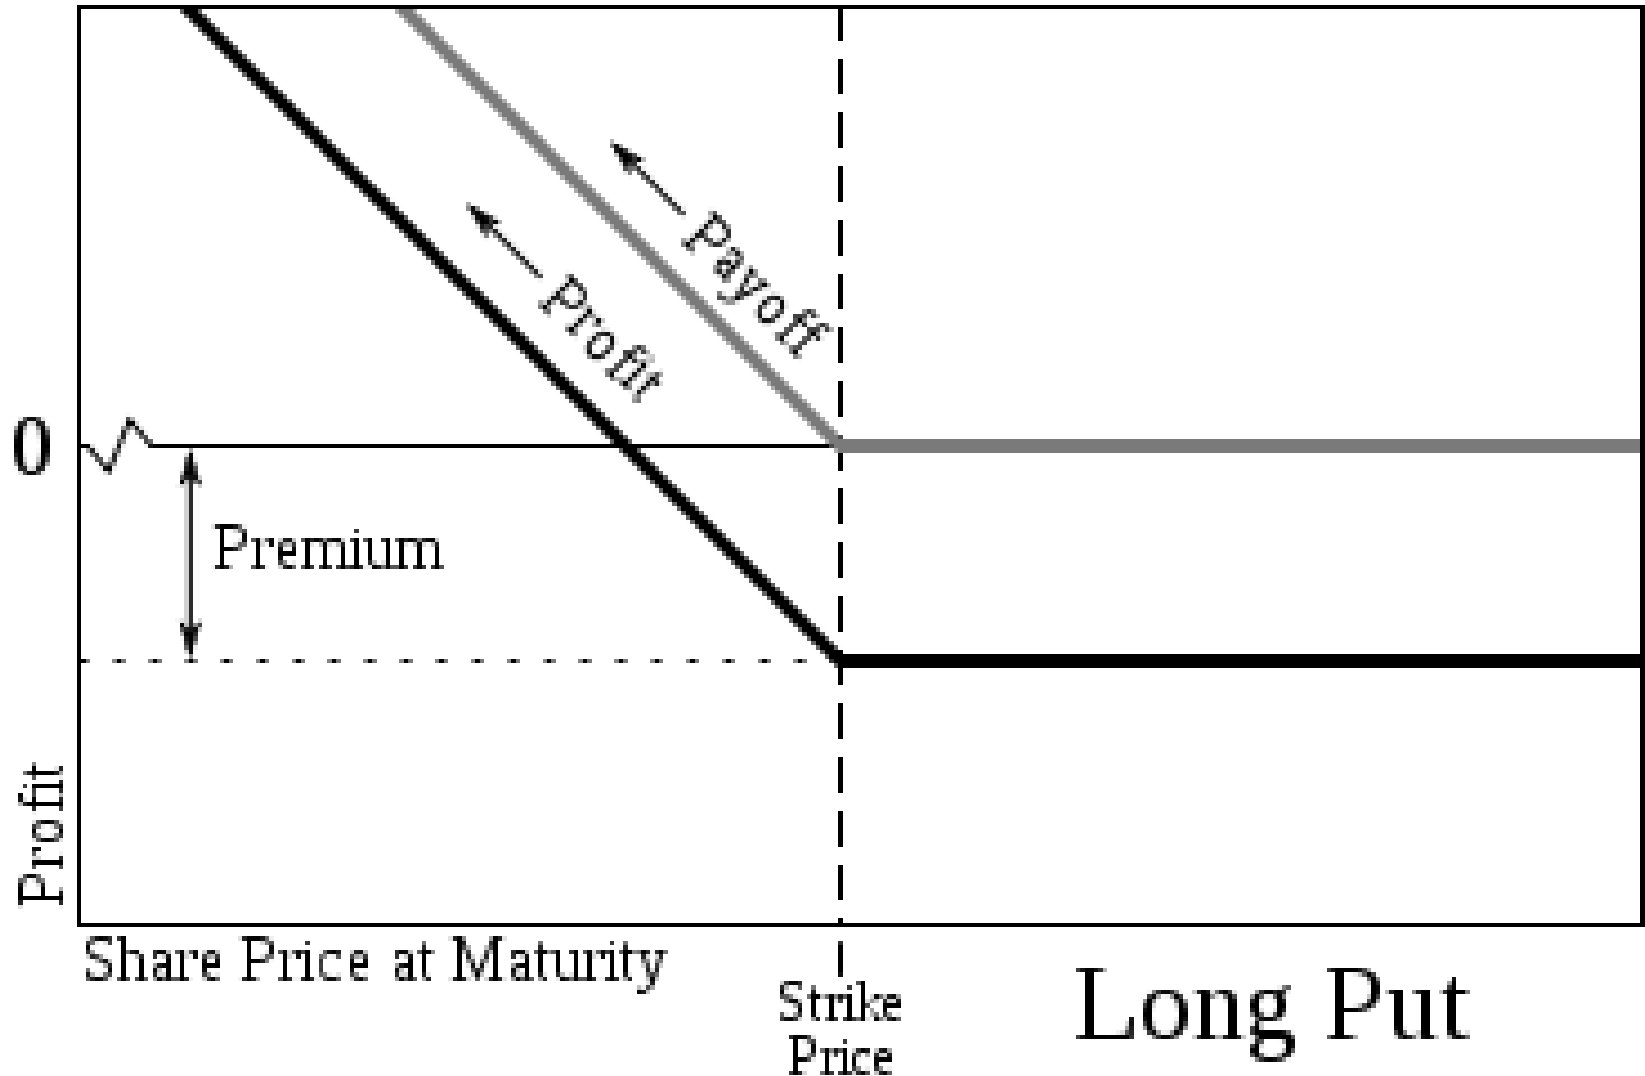 Payoff
Profit
0
Premium
Profit
Share Price at Maturity
Strike
Price
Long Put